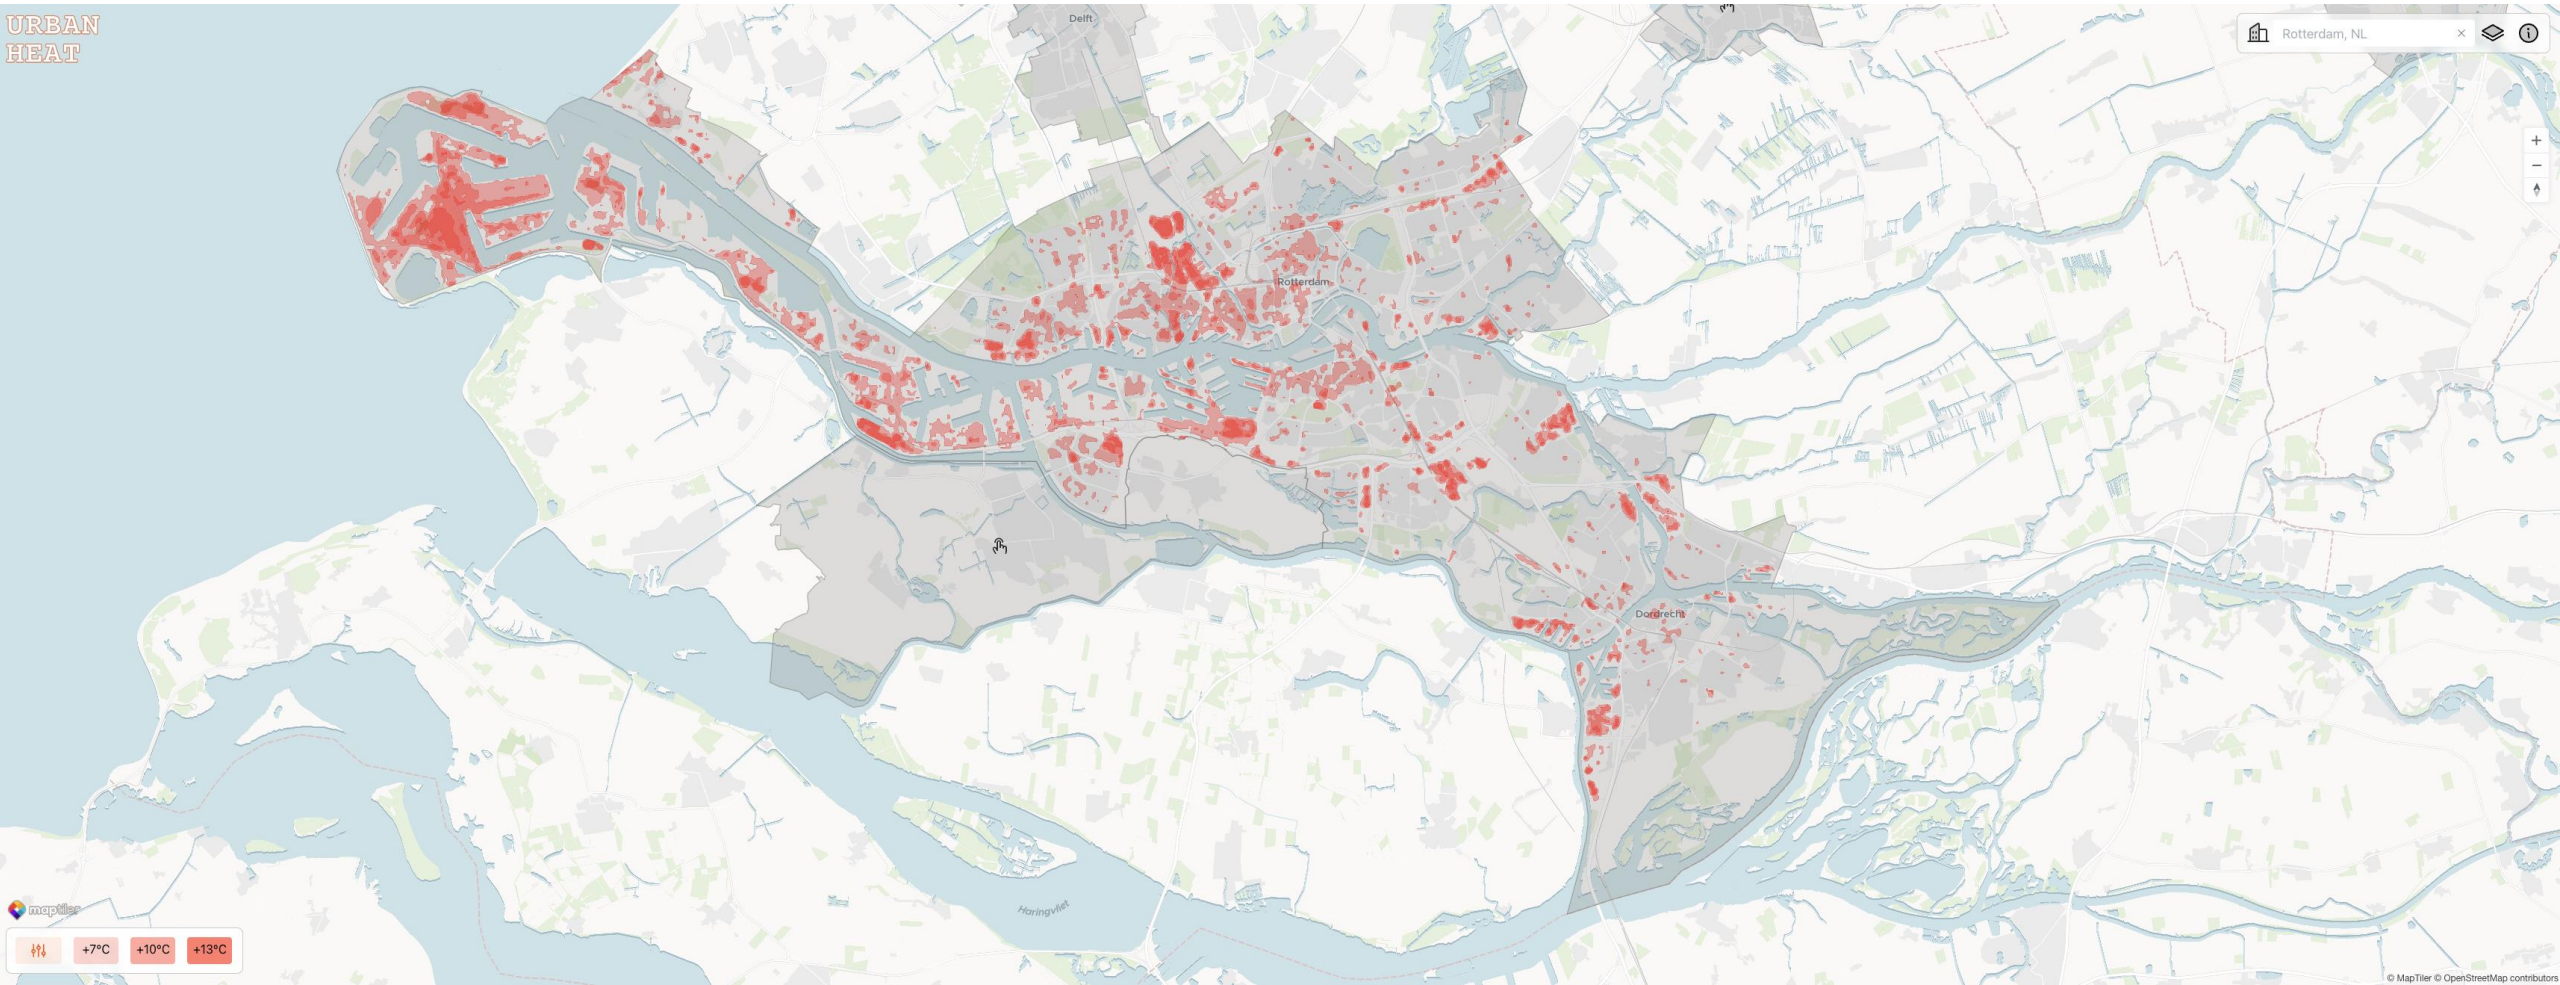 URBAN
HEAT
Delft
Rotterdam, NL
Rotterdam
Dordrecht
Haringvliet
maptiler
+7°C
+10°C
+13°C
© MapTiler © OpenStreetMap contributors